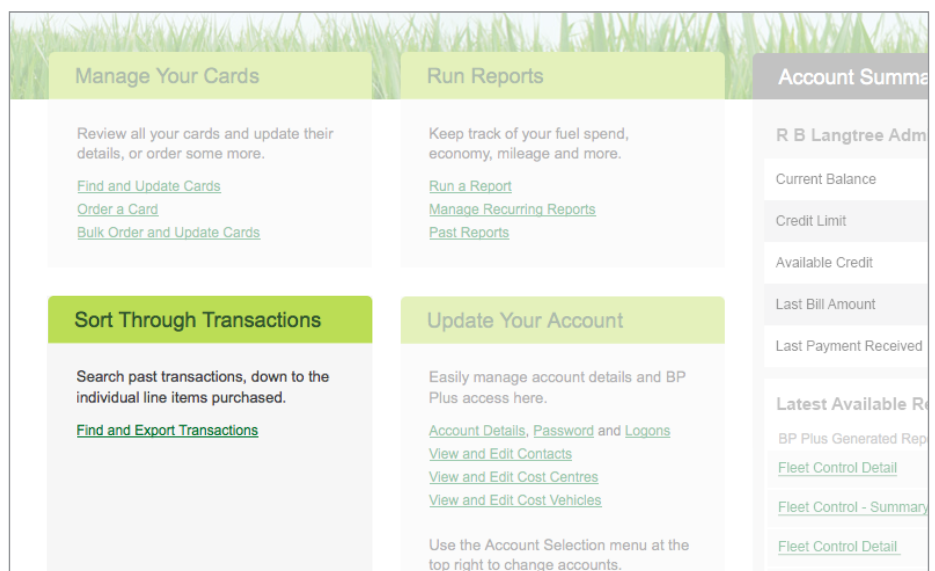 Manage Your Cards
Review all your cards and update their
details, or order some more.
Find and Update Cards
Order a Card
Bulk Order and Update Cards
Run Reports
Keep track of your fuel spend,
economy, mileage and more.
Run a Report
Manage Recurring Reports
Past Reports
Sort Through Transactions
Search past transactions, down to the
individual line items purchased.
Find and Export Transactions
Update Your Account
Easily manage account details and BP
Plus access here.
Account Details, Password and Logons
View and Edit Contacts
View and Edit Cost Centres
View and Edit Cost Vehicles
Use the Account Selection menu at the
top right to change accounts.
Account Summa
R B Langtree Adm
Current Balance
Credit Limit
Available Credit
Last Bill Amount
Last Payment Received
Latest Available Re
BP Plus Generated Rep
Fleet Control Detail
Fleet Control - Summary
Fleet Control Detail